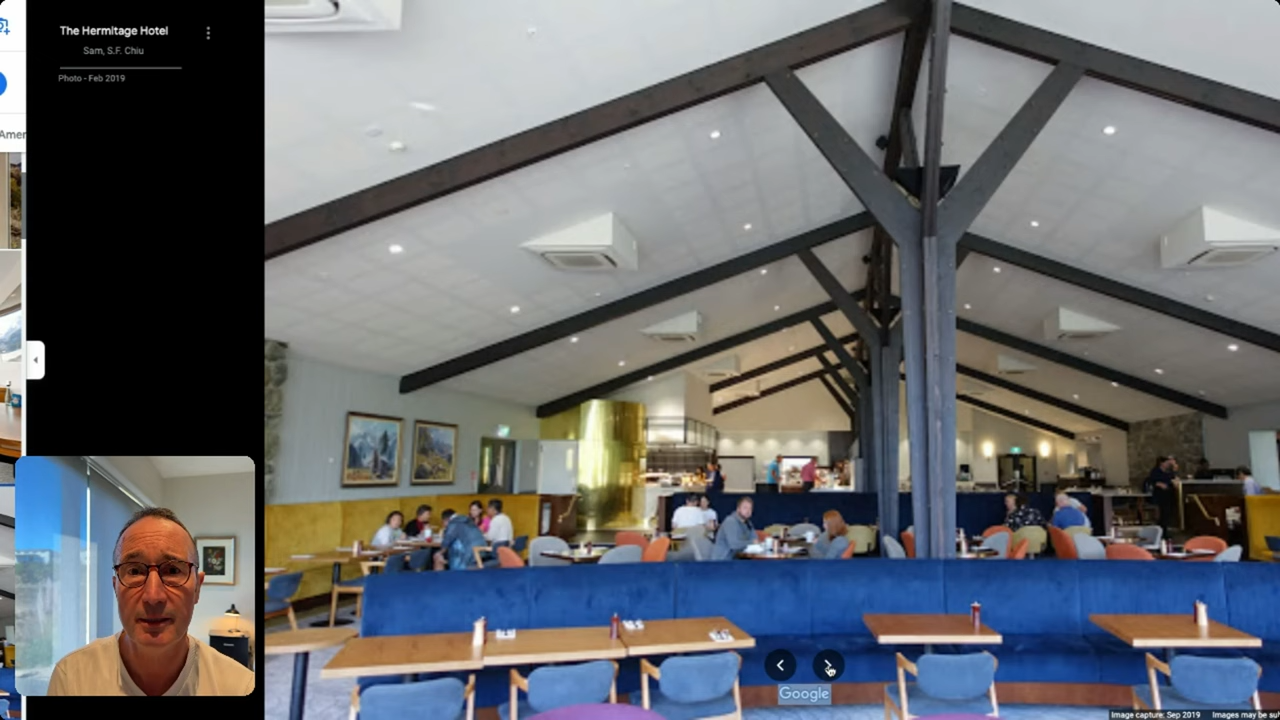 The Hermitage Hotel
Sam, S.F. Chiu
Photo - Feb 2019
Amer
Google
Image capture: Sep 2019 Images may be su